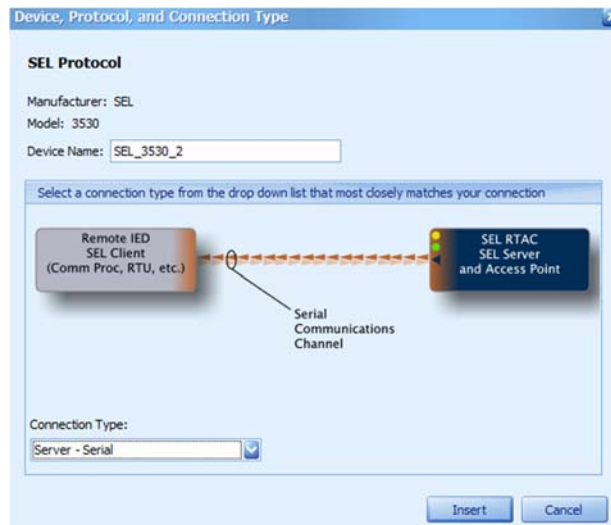 Device, Protocol, and Connection Type
SEL Protocol
Manufacturer: SEL
Model: 3530
Device Name: SEL_3530_2
Select a connection type from the drop down list that most closely matches your connection
Remote IED
SEL Client
(Comm Proc, RTU, etc.)
SEL RTAC
SEL Server
and Access Point
Serial
Communications
Channel
Connection Type:
Server - Serial
Insert
Cancel